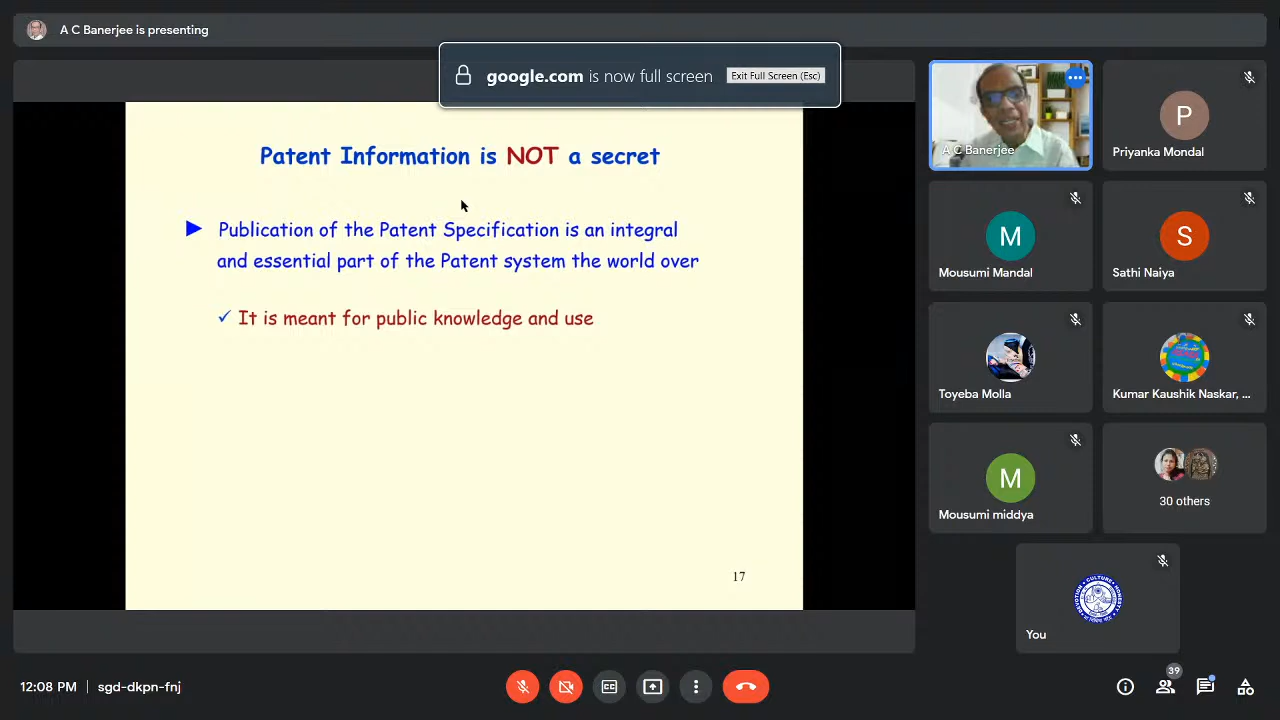 A C Banerjee is presenting
google.com is now full screen Exit Full Screen (Esc)
Patent Information is NOT a secret
Publication of the Patent Specification is an integral
and essential part of the Patent system the world over
✓ It is meant for public knowledge and use
17
A C Banerjee
P
Priyanka Mondal
M
Mousumi Mandal
S
Sathi Naiya
Toyeba Molla
Kumar Kaushik Naskar, ...
M
Mousumi middya
30 others
You
12:08 PM | sgd-dkpn-fnj
CC
39